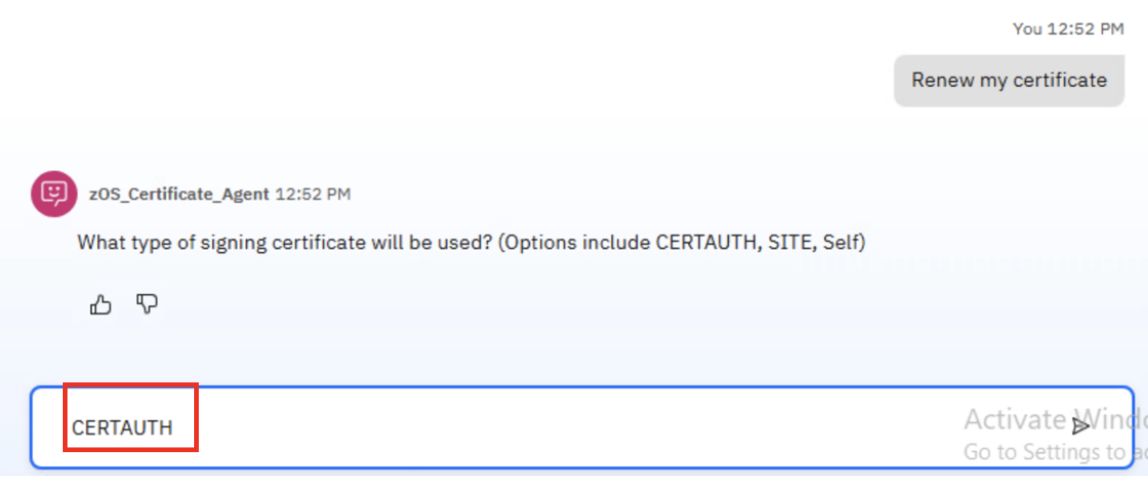 You 12:52 PM
Renew my certificate
zOS_Certificate_Agent 12:52 PM
What type of signing certificate will be used? (Options include CERTAUTH, SITE, Self)
CERTAUTH
Activate Windo
Go to Settings to ac